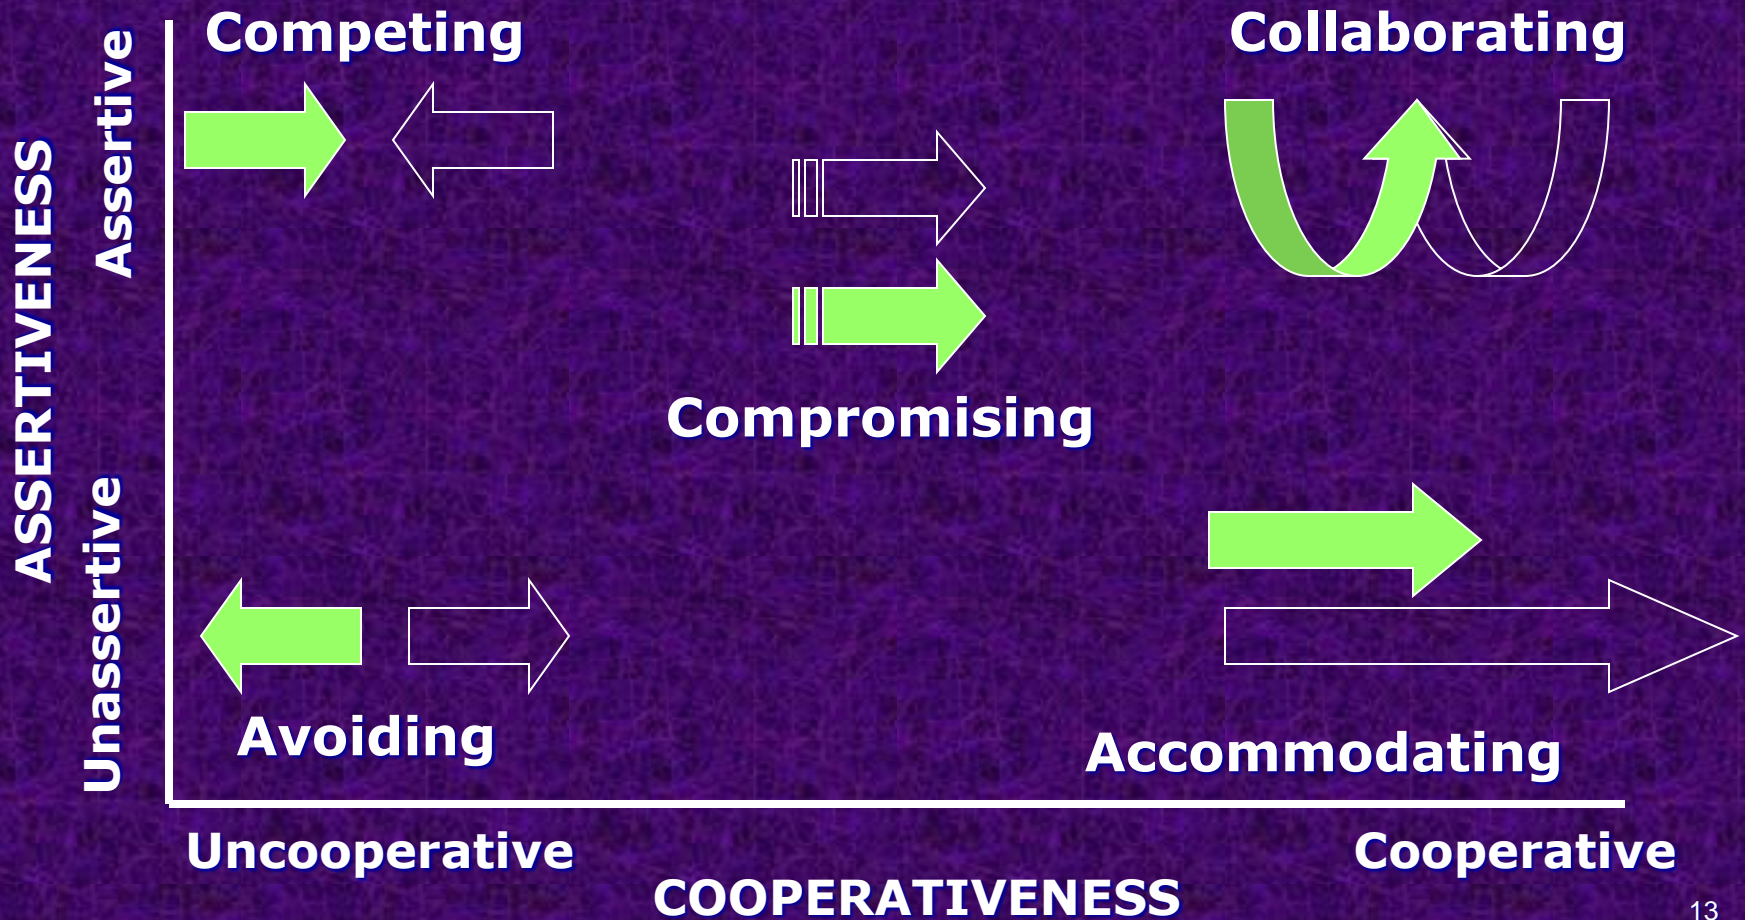 Competing
Collaborating
Assertive
ASSERTIVENESS
Compromising
Unassertive
Avoiding
Accommodating
Uncooperative
Cooperative
COOPERATIVENESS
13